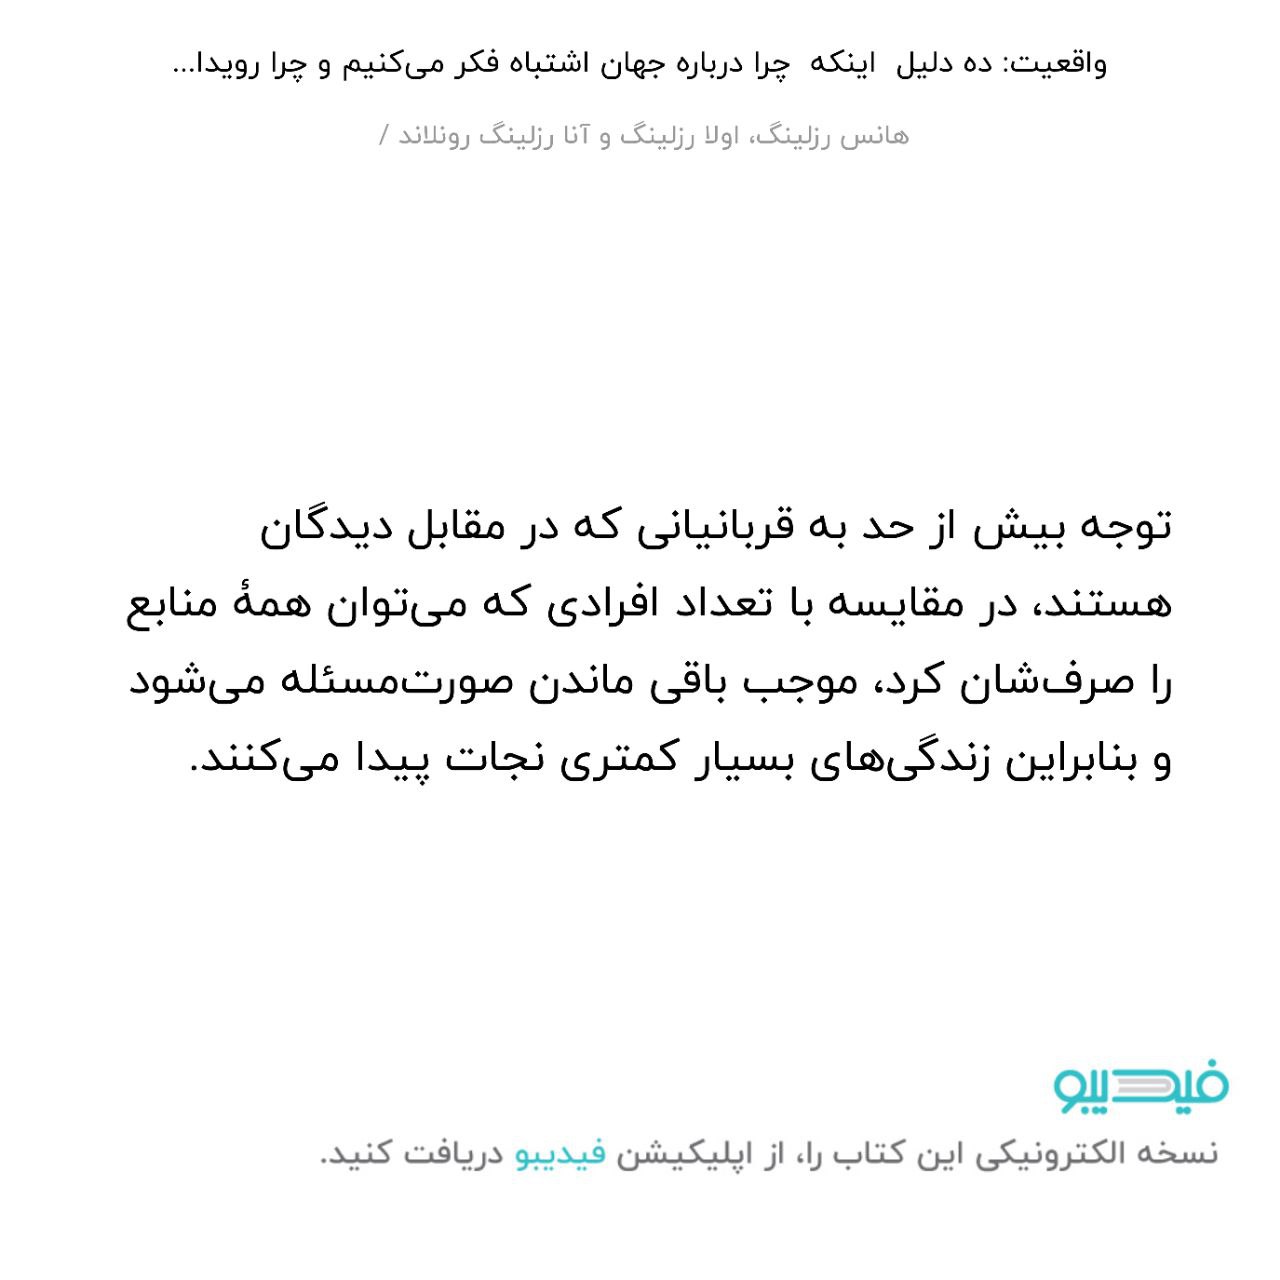 واقعیت: ده دلیل اینکه چرا درباره جهان اشتباه فکر می‌کنیم و چرا رویدا...
هانس رزلینگ، اولا رزلینگ و آنا رزلینگ رونلاند /
توجه بیش از حد به قربانیانی که در مقابل دیدگان
هستند، در مقایسه با تعداد افرادی که می‌توان همهٔ منابع
را صرف‌شان کرد، موجب باقی ماندن صورت‌مسئله می‌شود
و بنابراین زندگی‌های بسیار کمتری نجات پیدا می‌کنند.
فیدیبو
نسخه الکترونیکی این کتاب را، از اپلیکیشن فیدیبو دریافت کنید.